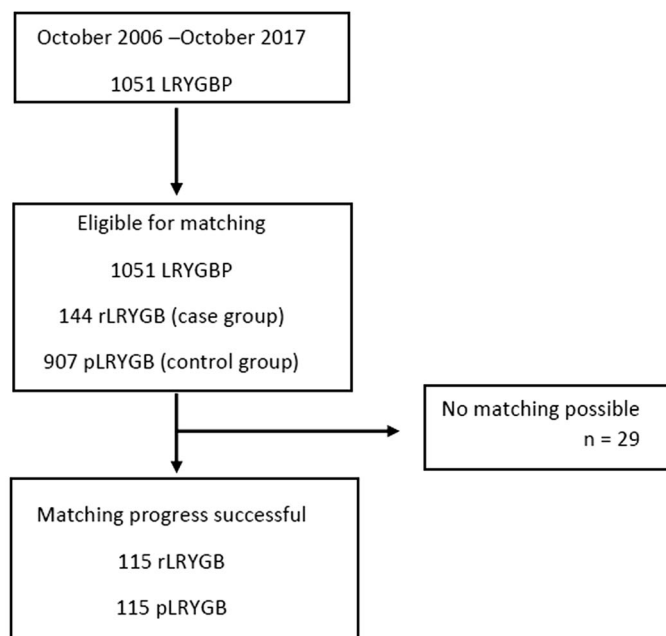 October 2006 –October 2017
1051 LRYGBP
Eligible for matching
1051 LRYGBP
144 rLRYGB (case group)
907 pLRYGB (control group)
No matching possible
n = 29
Matching progress successful
115 rLRYGB
115 pLRYGB